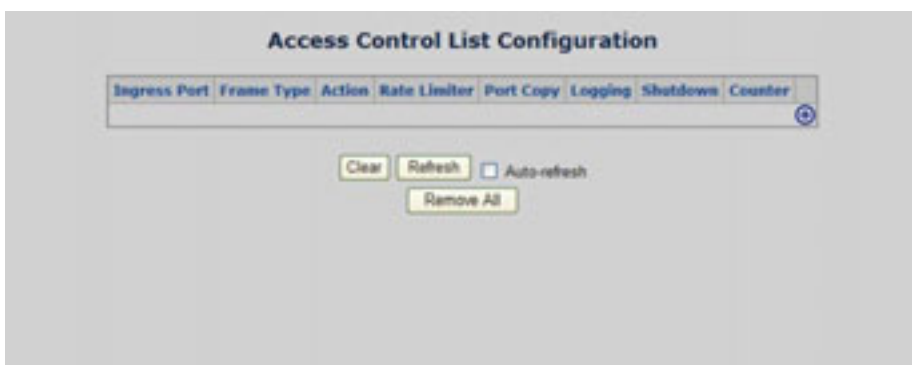 Access Control List Configuration
Ingress Port Frame Type Action Rate Limiter Port Copy Logging Shutdown Counter
Clear Refresh Auto-refresh
Remove All